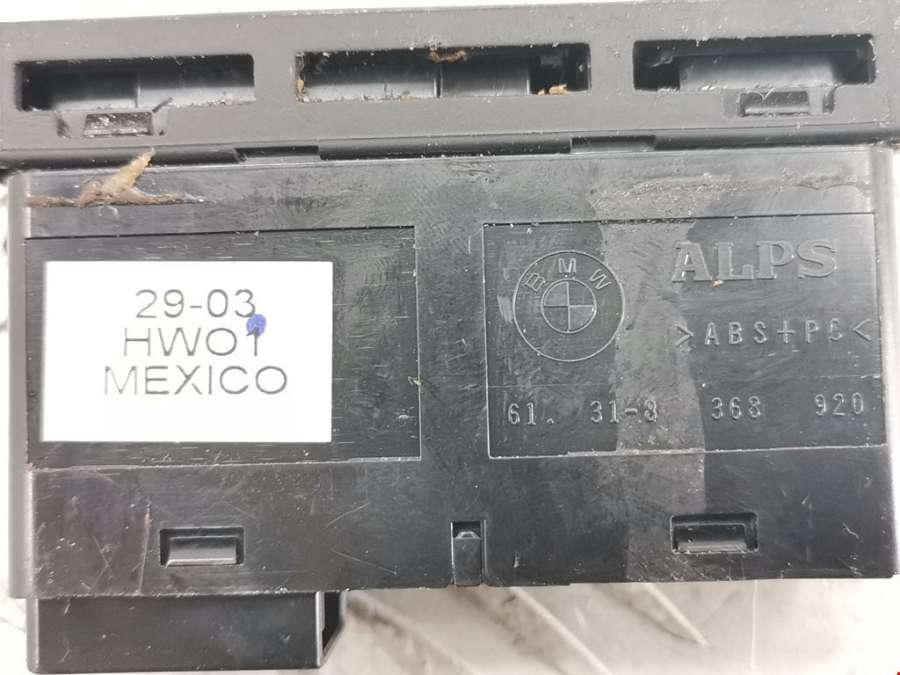 29-03
HW01
MEXICO
BMW
ALPS
>ABS+PC<
61. 31-8 368 920